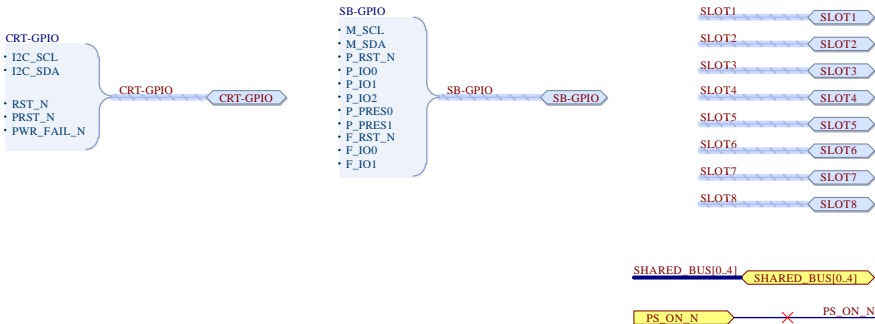 CRT-GPIO
I2C_SCL
I2C_SDA
RST_N
PRST_N
PWR_FAIL_N
CRT-GPIO
CRT-GPIO
SB-GPIO
M_SCL
M_SDA
P_RST_N
P_IO0
P_IO1
P_IO2
P_PRES0
P_PRES1
F_RST_N
F_IO0
F_IO1
SB-GPIO
SB-GPIO
SLOT1
SLOT1
SLOT2
SLOT2
SLOT3
SLOT3
SLOT4
SLOT4
SLOT5
SLOT5
SLOT6
SLOT6
SLOT7
SLOT7
SLOT8
SLOT8
SHARED_BUS[0..4]
SHARED_BUS[0..4]
PS_ON_N
PS_ON_N